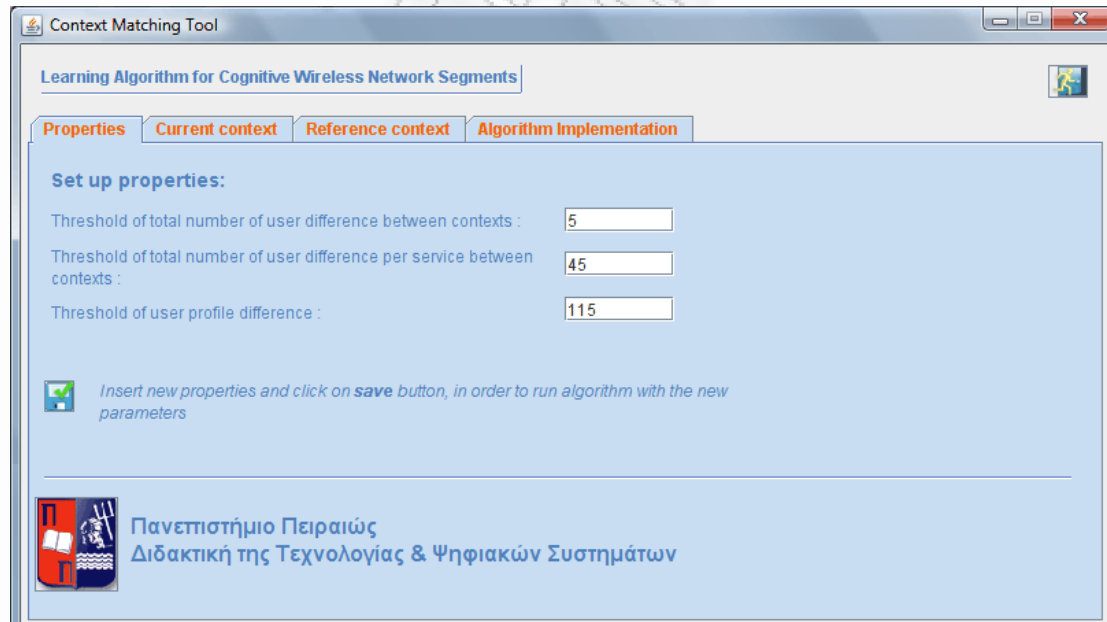 Context Matching Tool
Learning Algorithm for Cognitive Wireless Network Segments
Properties
Current context
Reference context
Algorithm Implementation
Set up properties:
Threshold of total number of user difference between contexts :
5
Threshold of total number of user difference per service between
contexts :
45
Threshold of user profile difference :
115
Insert new properties and click on save button, in order to run algorithm with the new
parameters
Π
Π
Πανεπιστήμιο Πειραιώς
Διδακτική της Τεχνολογίας & Ψηφιακών Συστημάτων